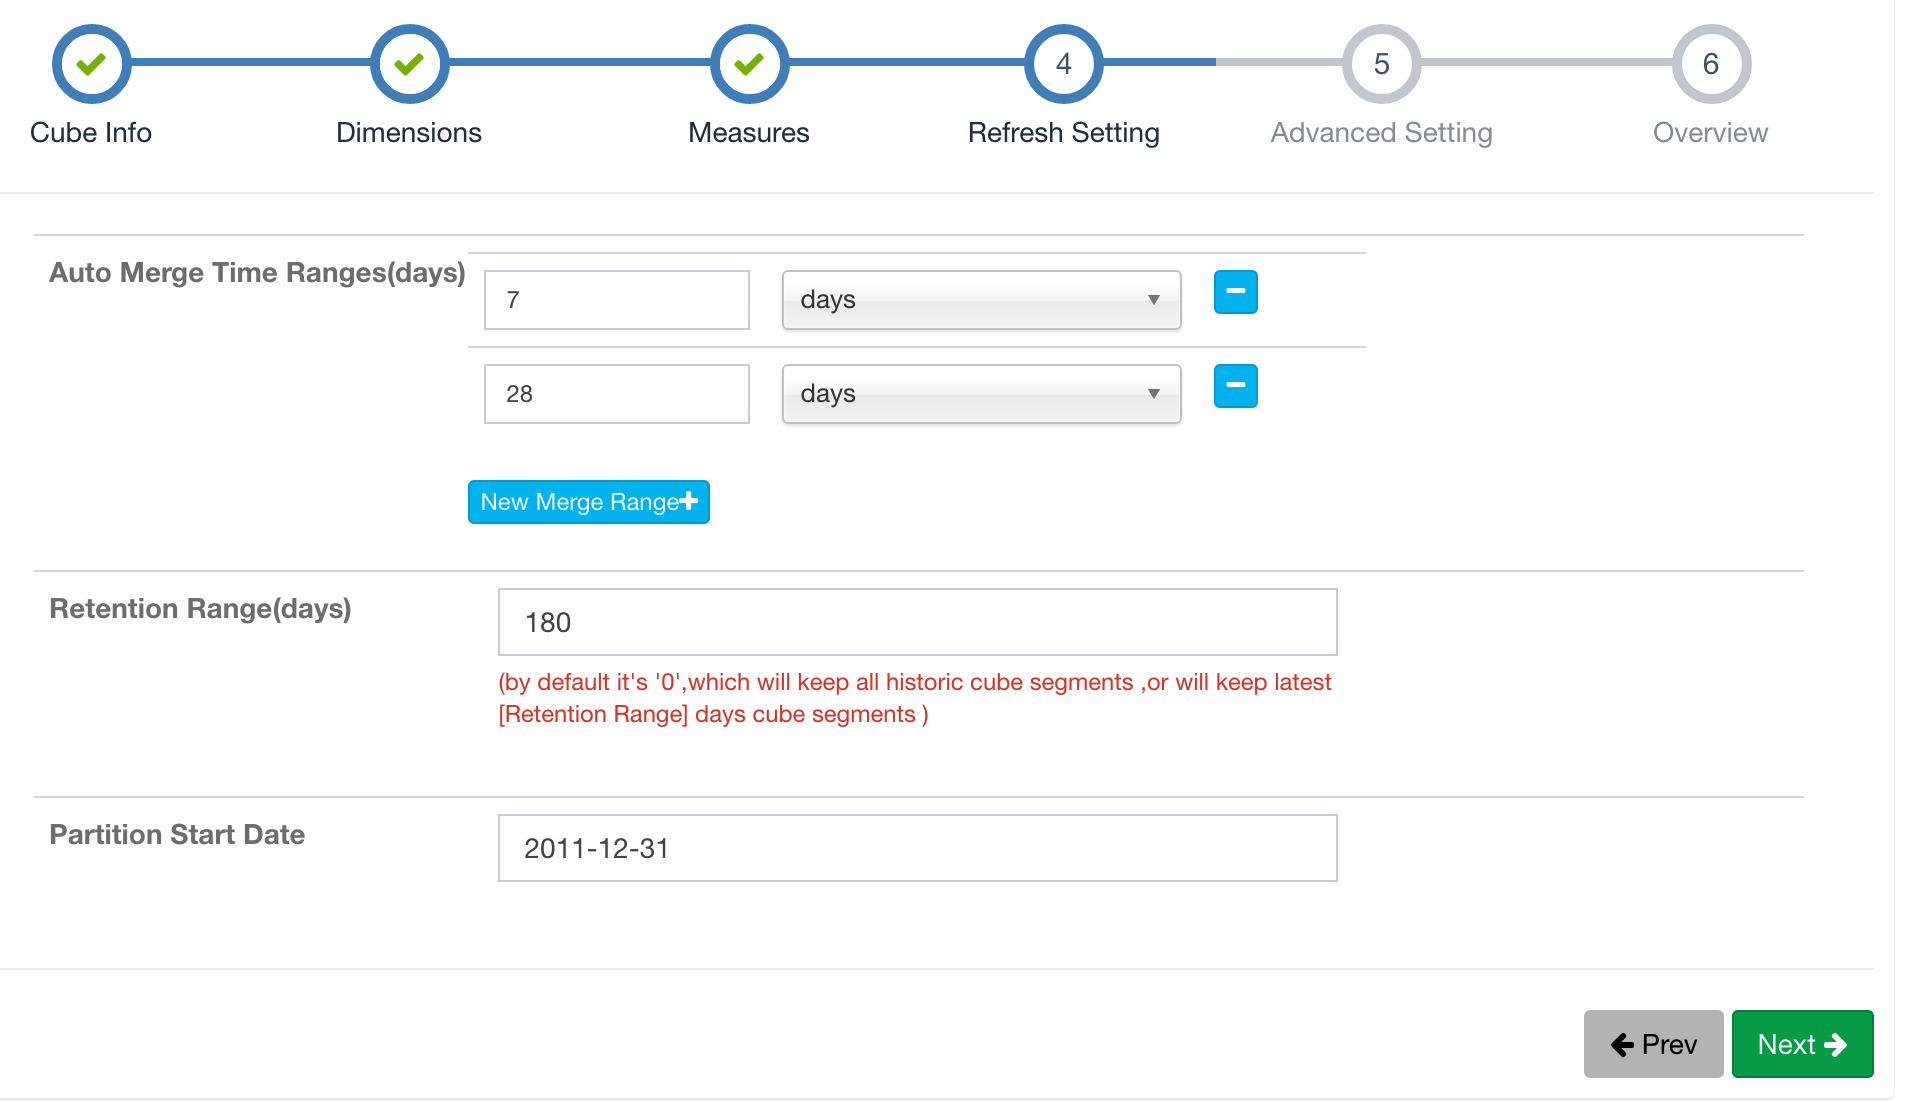 4
5
6
Cube Info
Dimensions
Measures
Refresh Setting
Advanced Setting
Overview
Auto Merge Time Ranges(days)
7
days
28
days
New Merge Range
Retention Range(days)
180
(by default it's '0',which will keep all historic cube segments ,or will keep latest
[Retention Range] days cube segments )
Partition Start Date
2011-12-31
Prev
Next